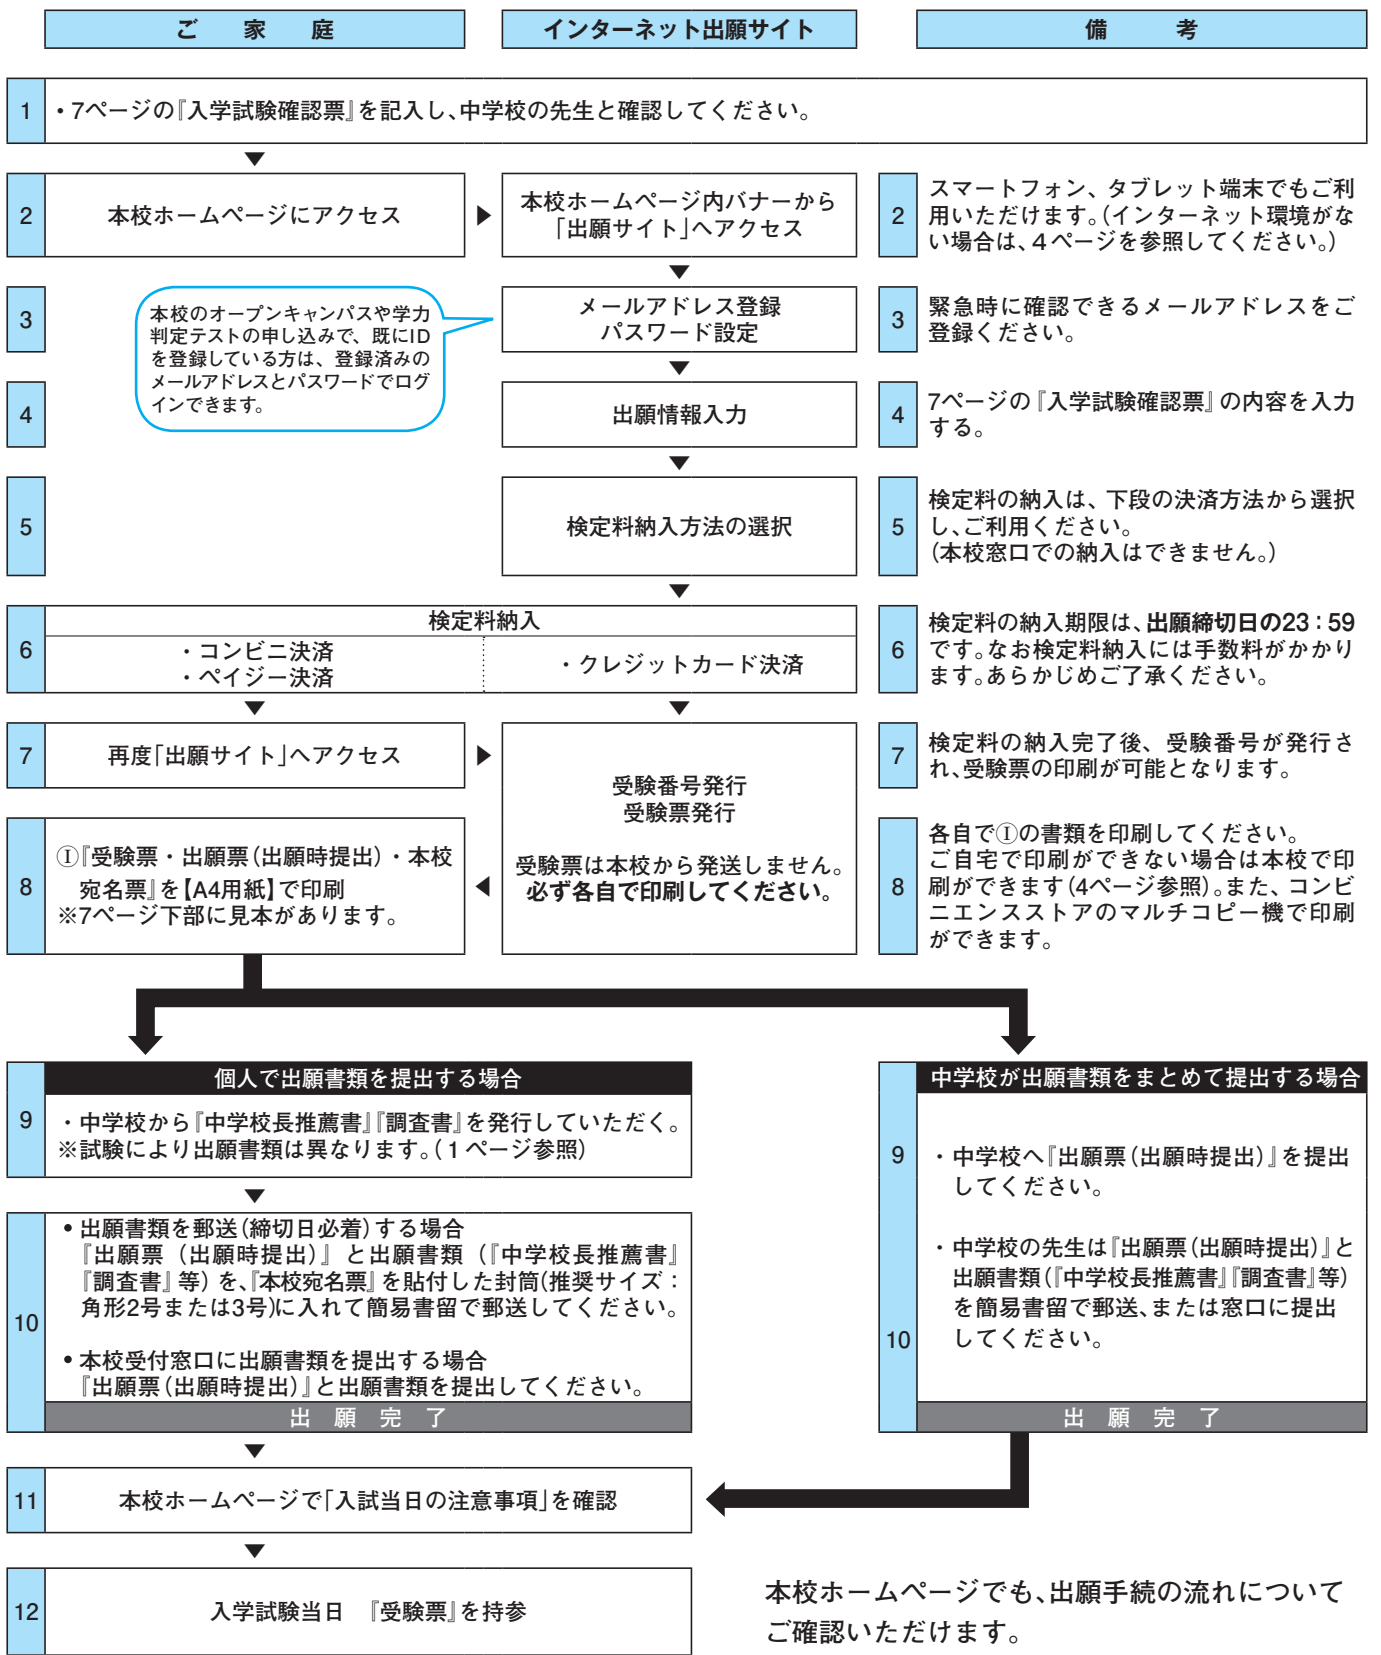 ご　家　庭
インターネット出願サイト
備　考
1
・7ページの『入学試験確認票』を記入し、中学校の先生と確認してください。
2
本校ホームページにアクセス
本校ホームページ内バナーから
「出願サイト」へアクセス
2
スマートフォン、タブレット端末でもご利
用いただけます。（インターネット環境がな
い場合は、４ページを参照してください。）
3
本校のオープンキャンパスや学力
判定テストの申し込みで、既にID
を登録している方は、登録済みの
メールアドレスとパスワードでログ
インできます。
メールアドレス登録
パスワード設定
3
緊急時に確認できるメールアドレスをご
登録ください。
4
出願情報入力
4
7ページの『入学試験確認票』の内容を入力
する。
5
検定料納入方法の選択
5
検定料の納入は、下段の決済方法から選択
し、ご利用ください。
（本校窓口での納入はできません。）
6
検定料納入
・コンビニ決済
・ペイジー決済
・クレジットカード決済
6
検定料の納入期限は、出願締切日の23：59
です。なお検定料納入には手数料がかかり
ます。あらかじめご了承ください。
7
再度「出願サイト」へアクセス
受験番号発行
受験票発行
受験票は本校から発送しません。
必ず各自で印刷してください。
7
検定料の納入完了後、受験番号が発行さ
れ、受験票の印刷が可能となります。
8
①『受験票・出願票（出願時提出）・本校
宛名票』を【A4用紙】で印刷
※7ページ下部に見本があります。
8
各自で①の書類を印刷してください。
ご自宅で印刷ができない場合は本校で印
刷ができます（4ページ参照）。また、コンビ
ニエンスストアのマルチコピー機で印刷
ができます。
9
個人で出願書類を提出する場合
・中学校から『中学校長推薦書』『調査書』を発行していただく。
※試験により出願書類は異なります。（１ページ参照）
10
•出願書類を郵送（締切日必着）する場合
『出願票（出願時提出）』と出願書類（『中学校長推薦書』
『調査書』等）を、『本校宛名票』を貼付した封筒（推奨サイズ：
角形2号または3号）に入れて簡易書留で郵送してください。
•本校受付窓口に出願書類を提出する場合
『出願票（出願時提出）』と出願書類を提出してください。
出　願　完　了
中学校が出願書類をまとめて提出する場合
9
・中学校へ『出願票（出願時提出）』を提出
してください。
10
・中学校の先生は『出願票（出願時提出）』と
出願書類（『中学校長推薦書』『調査書』等）
を簡易書留で郵送、または窓口に提出
してください。
出　願　完　了
11
本校ホームページで「入試当日の注意事項」を確認
12
入学試験当日　『受験票』を持参
本校ホームページでも、出願手続の流れについて
ご確認いただけます。